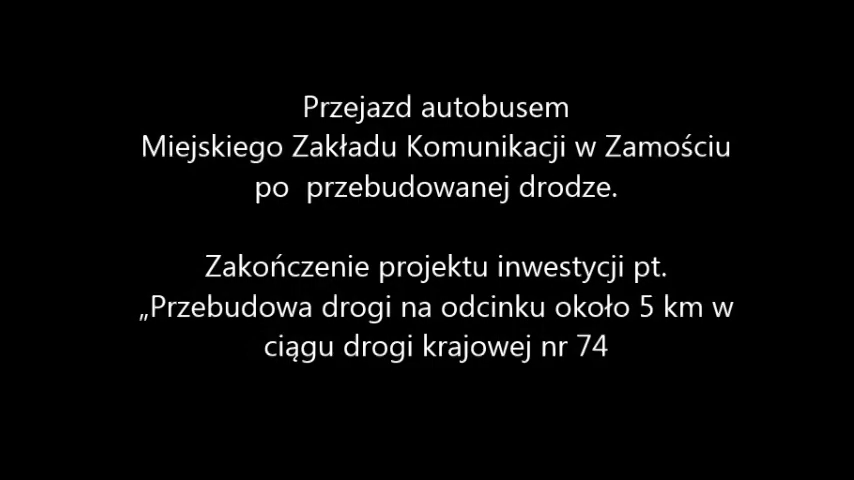 Przejazd autobusem
Miejskiego Zakładu Komunikacji w Zamościu
po  przebudowanej drodze.
Zakończenie projektu inwestycji pt.
„Przebudowa drogi na odcinku około 5 km w
ciągu drogi krajowej nr 74